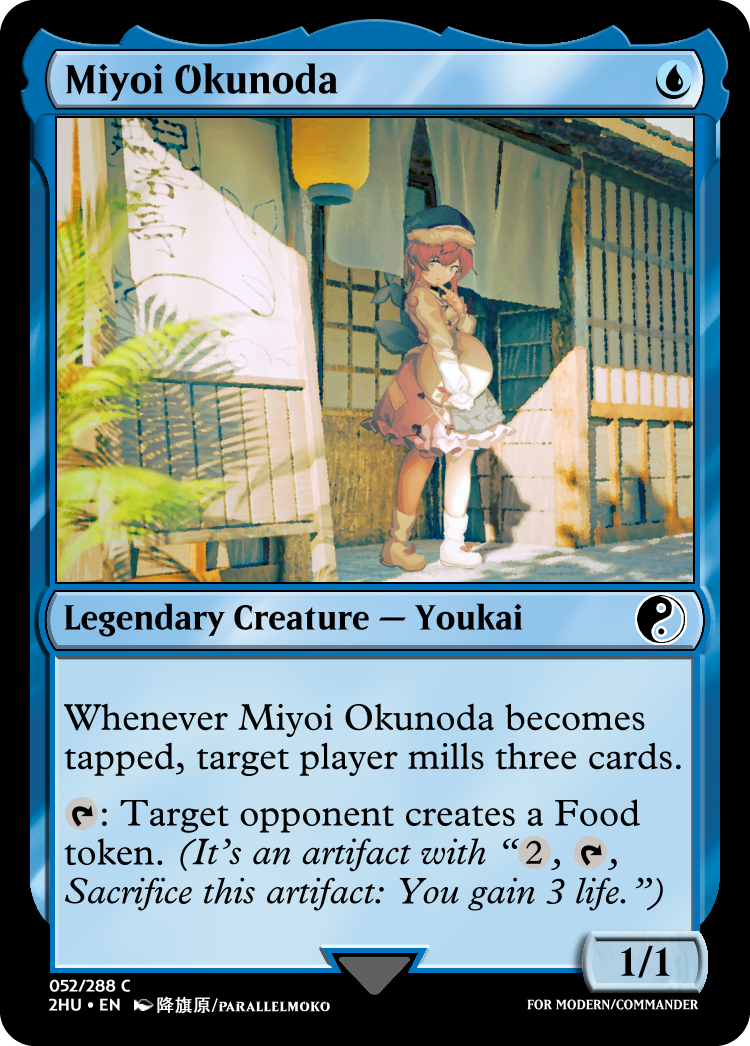 Miyoi Okunoda
Legendary Creature — Youkai
Whenever Miyoi Okunoda becomes
tapped, target player mills three cards.
: Target opponent creates a Food
token. (It's an artifact with “2, ,
Sacrifice this artifact: You gain 3 life.”)
1/1
052/288 C
2HU • EN 降旗原/PARALLELMOKO
FOR MODERN/COMMANDER